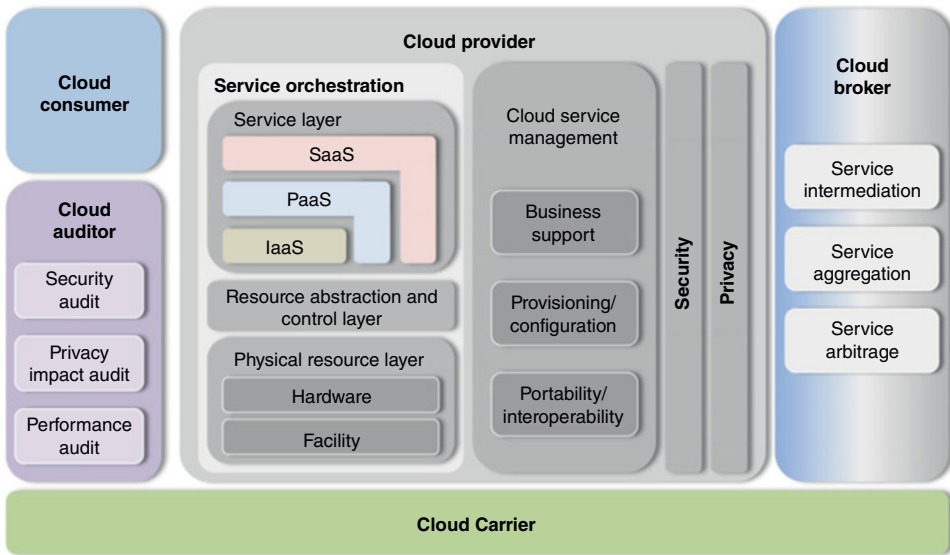 Cloud
consumer
Cloud
auditor
Security
audit
Privacy
impact audit
Performance
audit
Cloud provider
Service orchestration
Service layer
SaaS
PaaS
IaaS
Resource abstraction and
control layer
Physical resource layer
Hardware
Facility
Cloud service
management
Business
support
Provisioning/
configuration
Portability/
interoperability
Security
Privacy
Cloud
broker
Service
intermediation
Service
aggregation
Service
arbitrage
Cloud Carrier